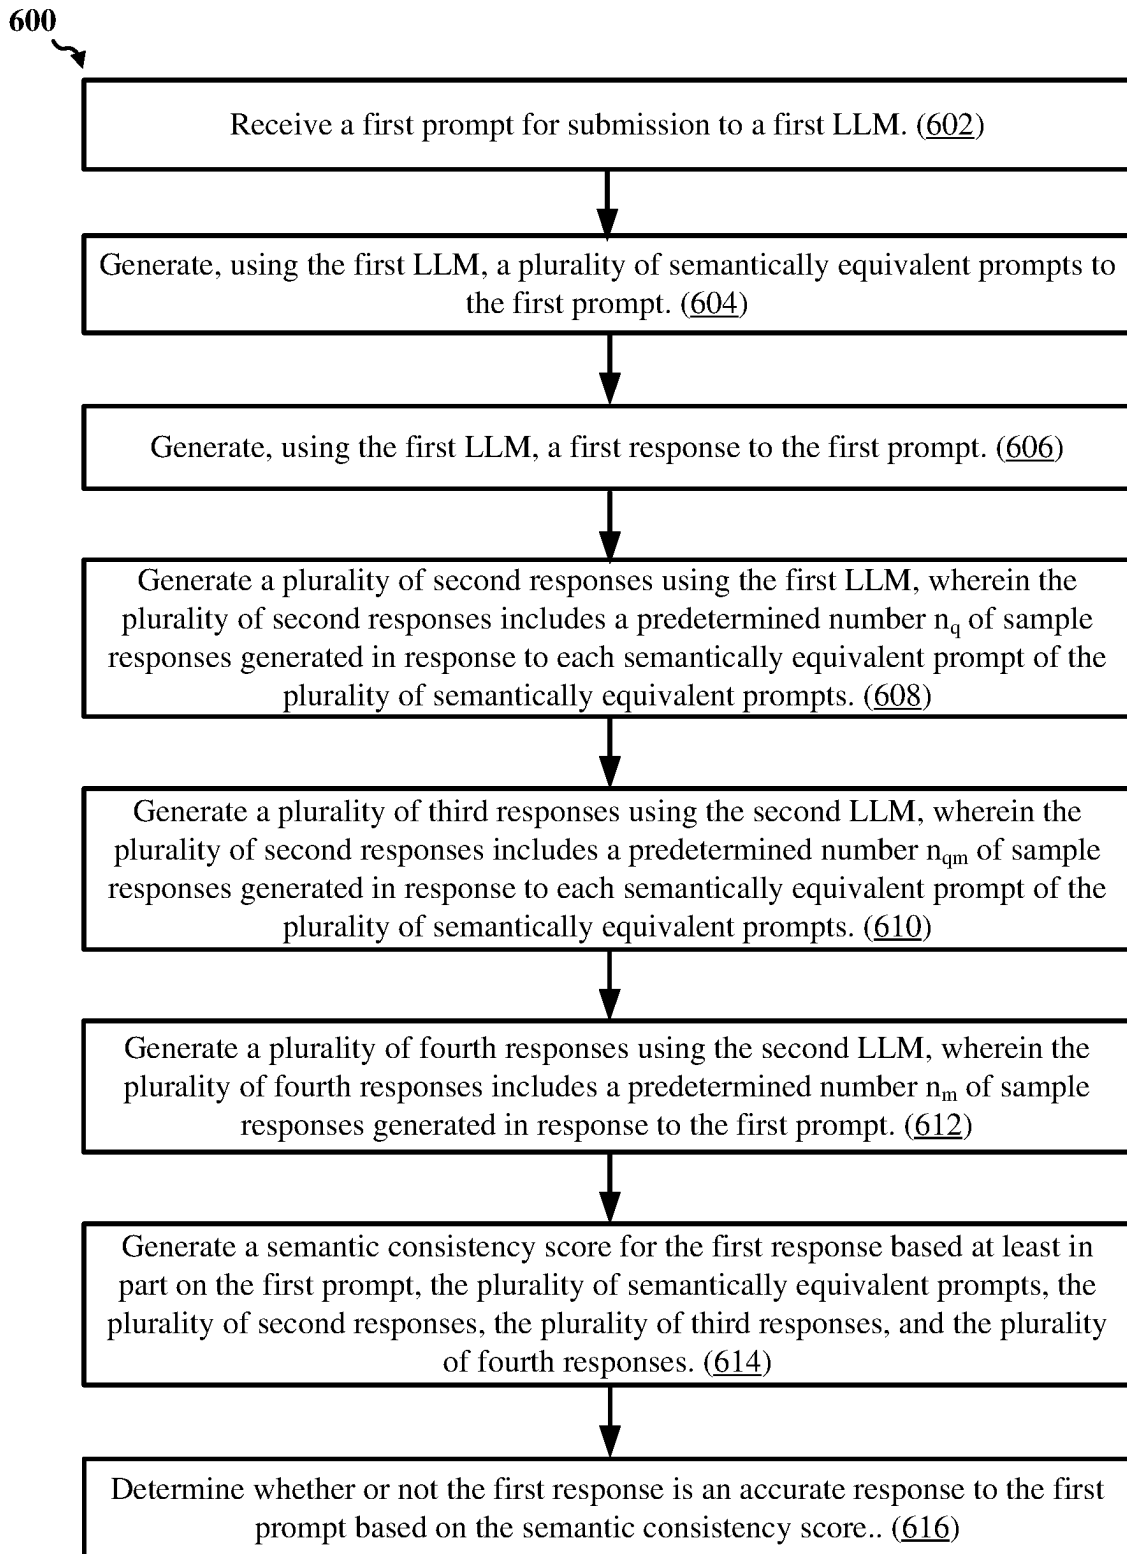 600
Receive a first prompt for submission to a first LLM. (602)
Generate, using the first LLM, a plurality of semantically equivalent prompts to
the first prompt. (604)
Generate, using the first LLM, a first response to the first prompt. (606)
Generate a plurality of second responses using the first LLM, wherein the
plurality of second responses includes a predetermined number nq of sample
responses generated in response to each semantically equivalent prompt of the
plurality of semantically equivalent prompts. (608)
Generate a plurality of third responses using the second LLM, wherein the
plurality of second responses includes a predetermined number nqm of sample
responses generated in response to each semantically equivalent prompt of the
plurality of semantically equivalent prompts. (610)
Generate a plurality of fourth responses using the second LLM, wherein the
plurality of fourth responses includes a predetermined number nm of sample
responses generated in response to the first prompt. (612)
Generate a semantic consistency score for the first response based at least in
part on the first prompt, the plurality of semantically equivalent prompts, the
plurality of second responses, the plurality of third responses, and the plurality
of fourth responses. (614)
Determine whether or not the first response is an accurate response to the first
prompt based on the semantic consistency score.. (616)